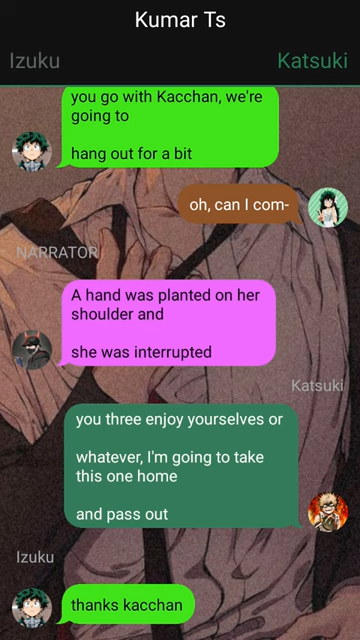 Kumar Ts
Izuku
Katsuki
you go with Kacchan, we're
going to
hang out for a bit
oh, can I com-
NARRATOR
A hand was planted on her
shoulder and
she was interrupted
Katsuki
you three enjoy yourselves or
whatever, I'm going to take
this one home
and pass out
Izuku
thanks kacchan